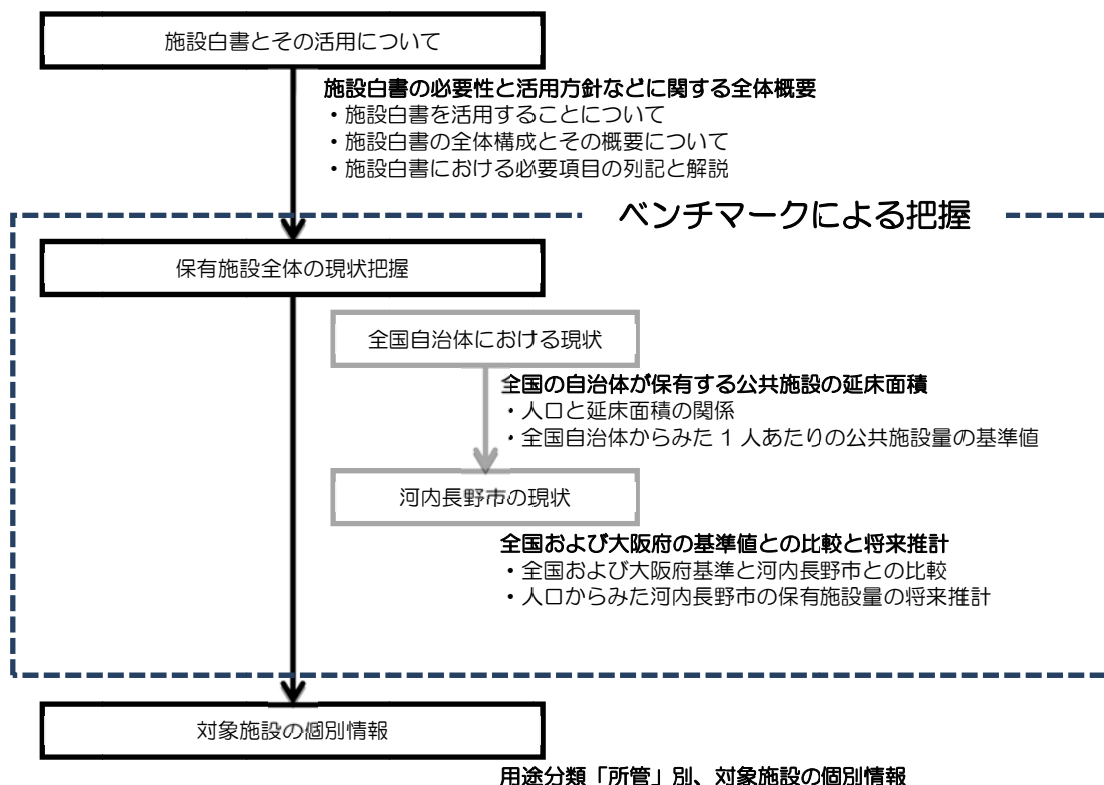 施設白書とその活用について
施設白書の必要性と活用方針などに関する全体概要
・施設白書を活用することについて
・施設白書の全体構成とその概要について
・施設白書における必要項目の列記と解説
ベンチマークによる把握
保有施設全体の現状把握
全国自治体における現状
全国の自治体が保有する公共施設の延床面積
・人口と延床面積の関係
・全国自治体からみた 1 人あたりの公共施設量の基準値
河内長野市の現状
全国および大阪府の基準値との比較と将来推計
・全国および大阪府基準と河内長野市との比較
・人口からみた河内長野市の保有施設量の将来推計
対象施設の個別情報
用途分類「所管」別、対象施設の個別情報